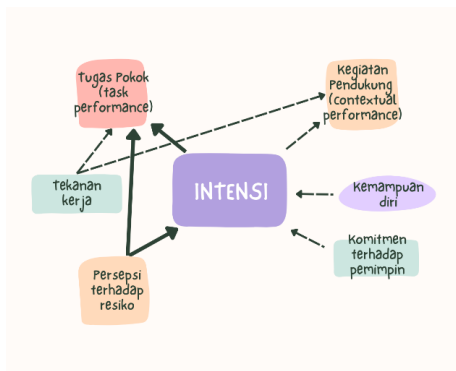 Tugas Pokok
(task
performance)
Kegiatan
Pendukung
(contextual
performance)
Tekanan
kerja
INTENSI
Kemampuan
diri
Komitmen
terhadap
pemimpin
Persepsi
terhadap
resiko